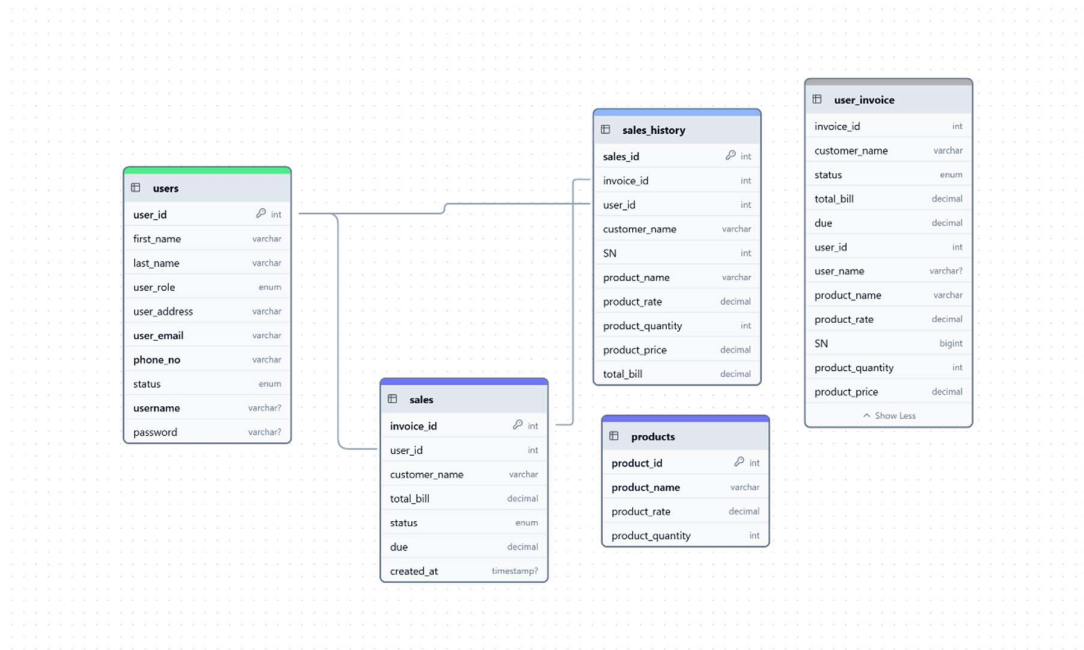 users
user_id int
first_name varchar
last_name varchar
user_role enum
user_address varchar
user_email varchar
phone_no varchar
status enum
username varchar?
password varchar?
sales
invoice_id int
user_id int
customer_name varchar
total_bill decimal
status enum
due decimal
created_at timestamp?
sales_history
sales_id int
invoice_id int
user_id int
customer_name varchar
SN int
product_name varchar
product_rate decimal
product_quantity int
product_price decimal
total_bill decimal
products
product_id int
product_name varchar
product_rate decimal
product_quantity int
user_invoice
invoice_id int
customer_name varchar
status enum
total_bill decimal
due decimal
user_id int
user_name varchar?
product_name varchar
product_rate decimal
SN bigint
product_quantity int
product_price decimal
Show Less